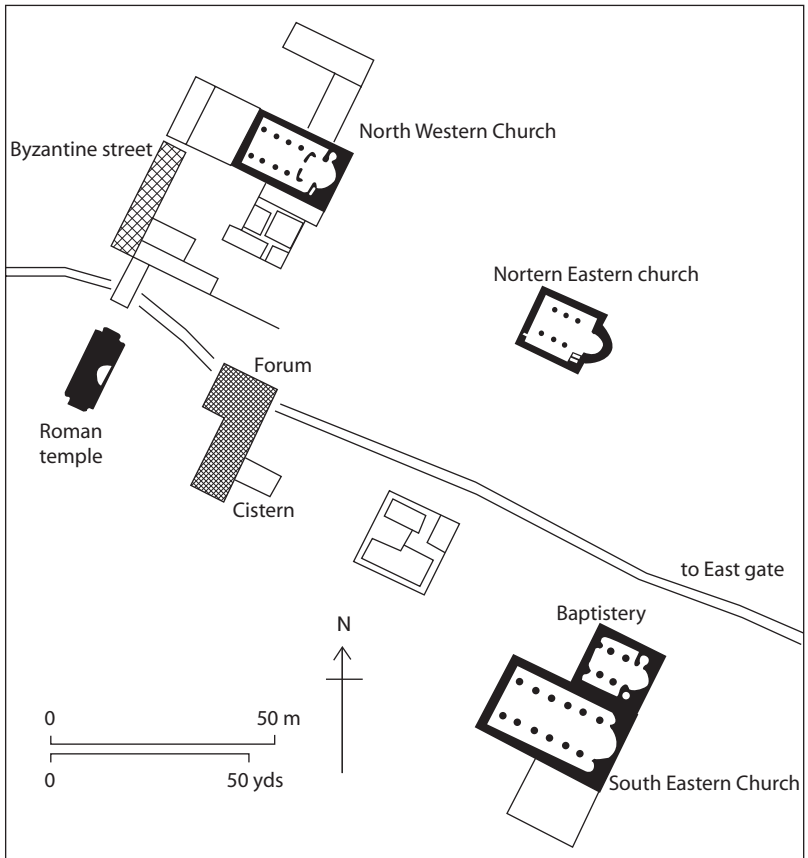 North Western Church
Byzantine street
Nortern Eastern church
Forum
Roman
temple
Cistern
to East gate
Baptistery
N
0 50 m
0 50 yds
South Eastern Church